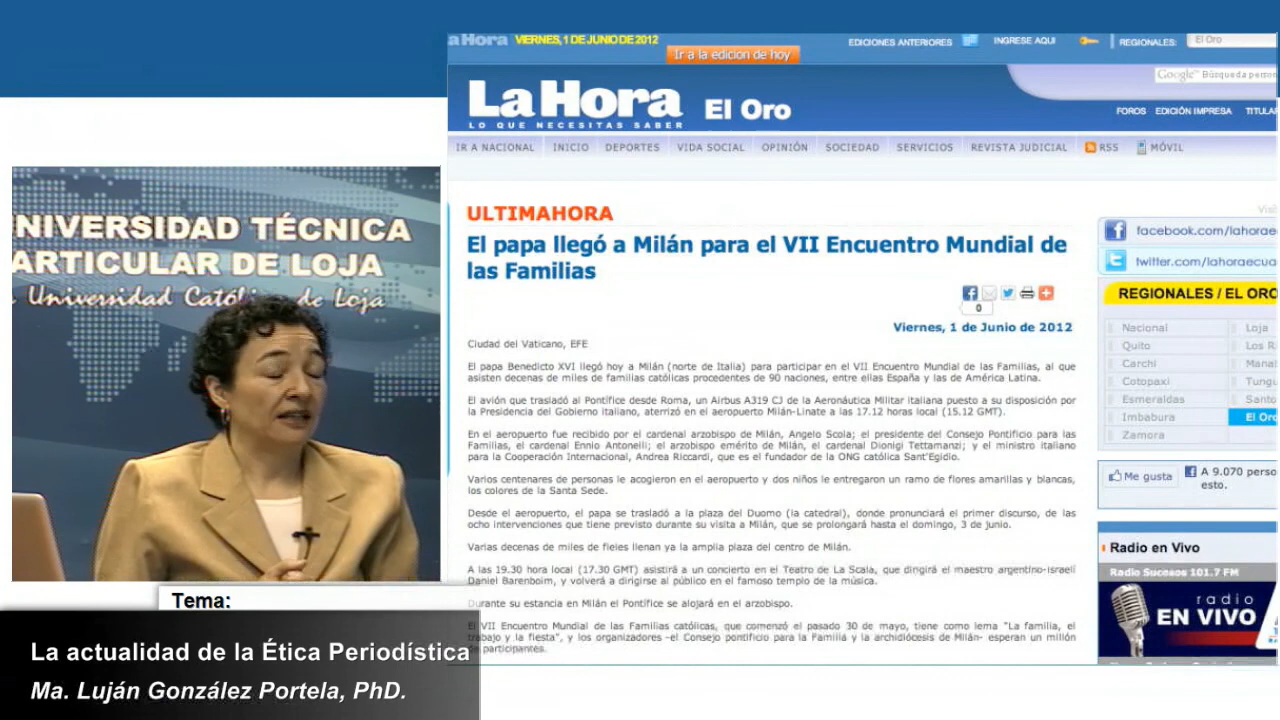 laHora VIERNES, 1 DE JUNIO DE 2012
Ir a la edicion de hoy
EDICIONES ANTERIORES
INGRESE AQUI
REGIONALES: El Oro
Google™ Búsqueda person
La Hora El Oro
LO QUE NECESITAS SABER
FOROS EDICIÓN IMPRESA TITULA
IR A NACIONAL INICIO DEPORTES VIDA SOCIAL OPINIÓN SOCIEDAD SERVICIOS REVISTA JUDICIAL RSS MÓVIL
NIVERSIDAD TÉCNICA
ARTICULAR DE LOJA
Universidad Católi de Loja
ULTIMAHORA
El papa llegó a Milán para el VII Encuentro Mundial de
las Familias
0
Viernes, 1 de Junio de 2012
Ciudad del Vaticano, EFE
El papa Benedicto XVI llegó hoy a Milán (norte de Italia) para participar en el VII Encuentro Mundial de las Familias, al que
asisten decenas de miles de familias católicas procedentes de 90 naciones, entre ellas España y las de América Latina.
El avión que trasladó al Pontífice desde Roma, un Airbus A319 CJ de la Aeronáutica Militar italiana puesto a su disposición por
la Presidencia del Gobierno italiano, aterrizó en el aeropuerto Milán-Linate a las 17.12 horas local (15.12 GMT).
En el aeropuerto fue recibido por el cardenal arzobispo de Milán, Angelo Scola; el presidente del Consejo Pontificio para las
Familias, el cardenal Ennio Antonelli; el arzobispo emérito de Milán, el cardenal Dionigi Tettamanzi; y el ministro italiano
para la Cooperación Internacional, Andrea Riccardi, que es el fundador de la ONG católica Sant'Egidio.
Varios centenares de personas le acogieron en el aeropuerto y dos niños le entregaron un ramo de flores amarillas y blancas,
los colores de la Santa Sede.
Desde el aeropuerto, el papa se trasladó a la plaza del Duomo (la catedral), donde pronunciará el primer discurso, de las
ocho intervenciones que tiene previsto durante su visita a Milán, que se prolongará hasta el domingo, 3 de junio.
Varias decenas de miles de fieles llenan ya la amplia plaza del centro de Milán.
A las 19.30 hora local (17.30 GMT) asistirá a un concierto en el Teatro de La Scala, que dirigirá el maestro argentino-israelí
Daniel Barenboim, y volverá a dirigirse al público en el famoso templo de la música.
Durante su estancia en Milán el Pontífice se alojará en el arzobispo.
El VII Encuentro Mundial de las Familias católicas, que comenzó el pasado 30 de mayo, tiene como lema "La familia, el
trabajo y la fiesta", y los organizadores -el Consejo pontificio para la Familia y la archidiócesis de Milán- esperan un millón
de participantes.
Visi
facebook.com/lahoraec
twitter.com/lahoraecua
REGIONALES / EL ORO
Nacional Loja
Quito Los R
Carchi Mana
Cotopaxi Tungu
Esmeraldas Santo
Imbabura El Oro
Zamora
Me gusta A 9.070 perso
esto.
Radio en Vivo
Radio Sucesos 101.7 FM
radio
EN VIVO
Tema:
La actualidad de la Ética Periodística
Ma. Luján González Portela, PhD.